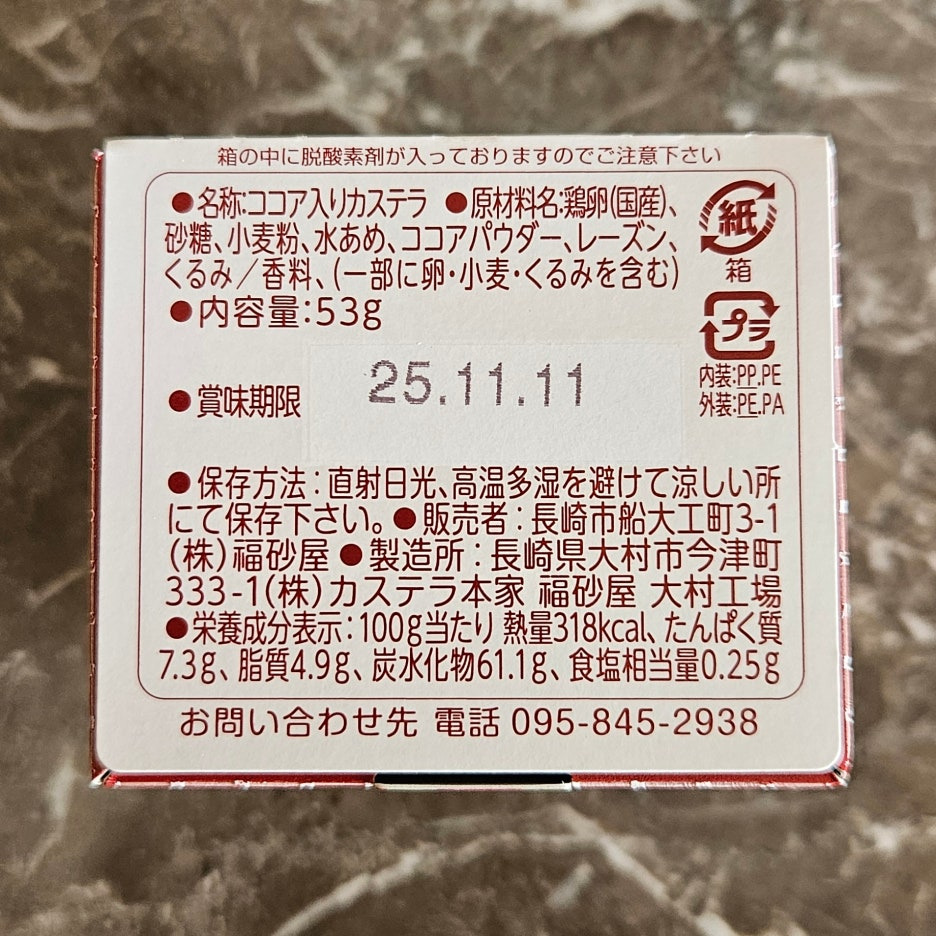 箱の中に脱酸素剤が入っておりますのでご注意下さい
●名称:ココア入りカステラ ●原材料名:鶏卵(国産)、
砂糖、小麦粉、水あめ、ココアパウダー、レーズン、
くるみ／香料、(一部に卵・小麦・くるみを含む)
紙
箱
●内容量:53g
プラ
内装:PP.PE
外装:PE.PA
●賞味期限
25.11.11
●保存方法:直射日光、高温多湿を避けて涼しい所
にて保存下さい。●販売者:長崎市船大工町3-1
(株)福砂屋●製造所:長崎県大村市今津町
333-1(株)カステラ本家 福砂屋 大村工場
●栄養成分表示:100g当たり 熱量318kcal、たんぱく質
7.3g、脂質4.9g、炭水化物61.1g、食塩相当量0.25g
お問い合わせ先 電話 095-845-2938